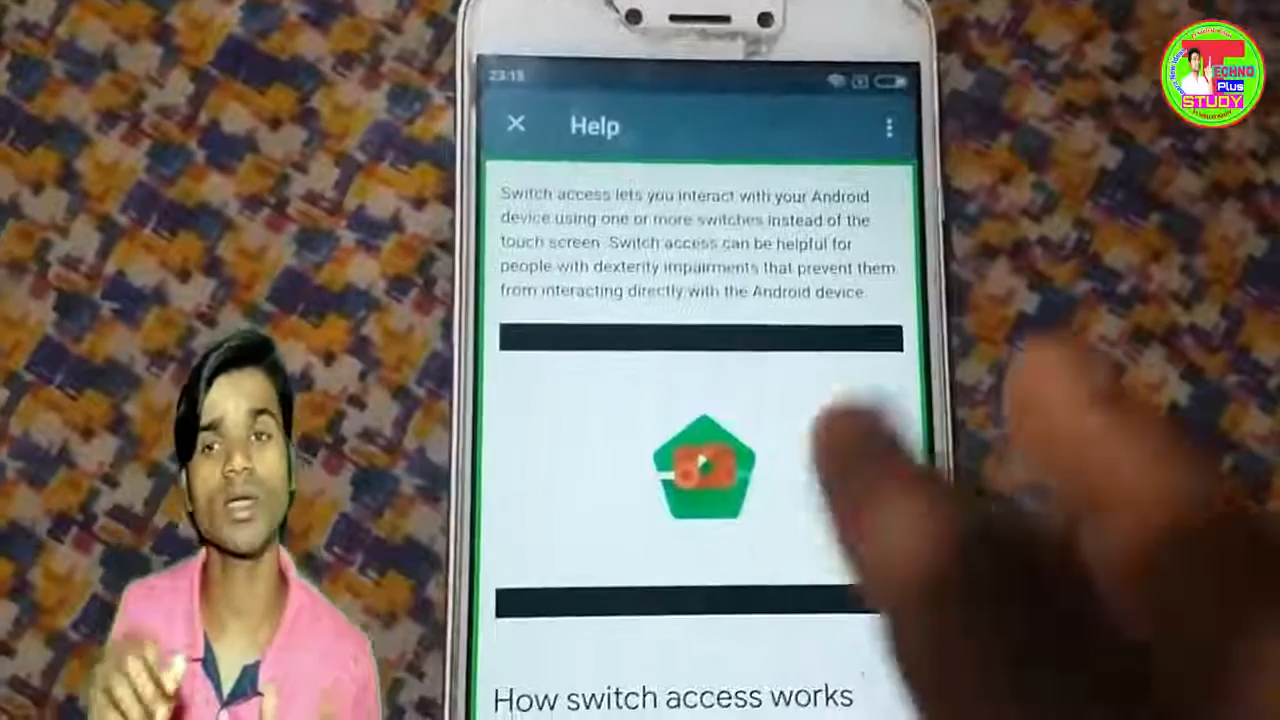 23:15
Help
Switch access lets you interact with your Android
device using one or more switches instead of the
touch screen. Switch access can be helpful for
people with dexterity impairments that prevent them
from interacting directly with the Android device.
How switch access works
TECHNO
Plus
STUDY